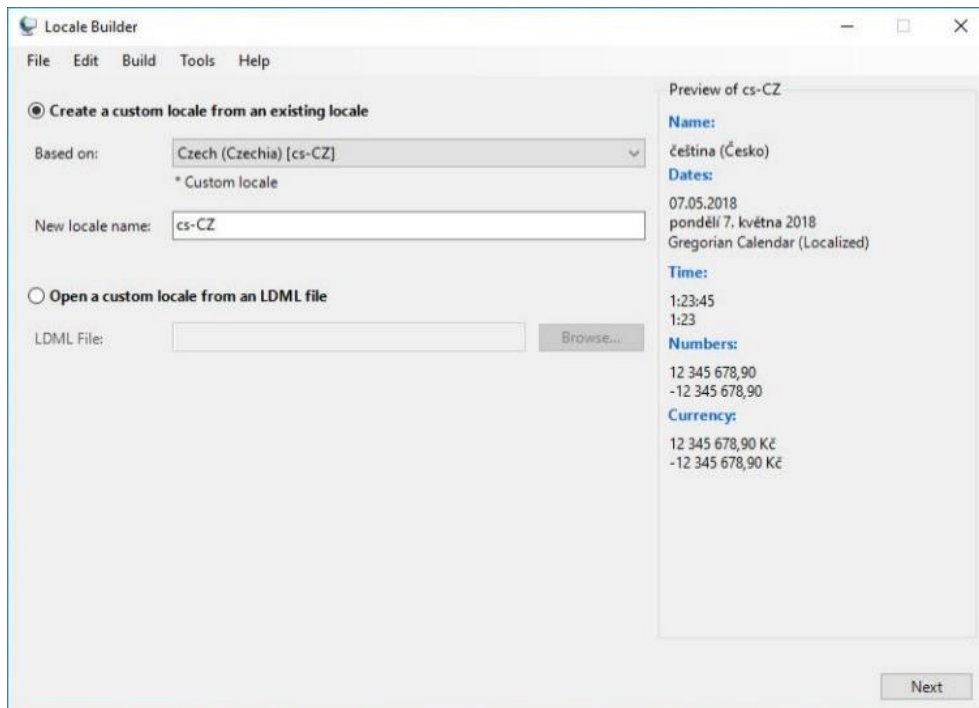 Locale Builder
File Edit Build Tools Help
Create a custom locale from an existing locale
Based on: Czech (Czechia) [cs-CZ]
* Custom locale
New locale name: cs-CZ
Open a custom locale from an LDML file
LDML File: Browse...
Preview of cs-CZ
Name:
čeština (Česko)
Dates:
07.05.2018
pondělí 7. května 2018
Gregorian Calendar (Localized)
Time:
1:23:45
1:23
Numbers:
12 345 678,90
-12 345 678,90
Currency:
12 345 678,90 Kč
-12 345 678,90 Kč
Next